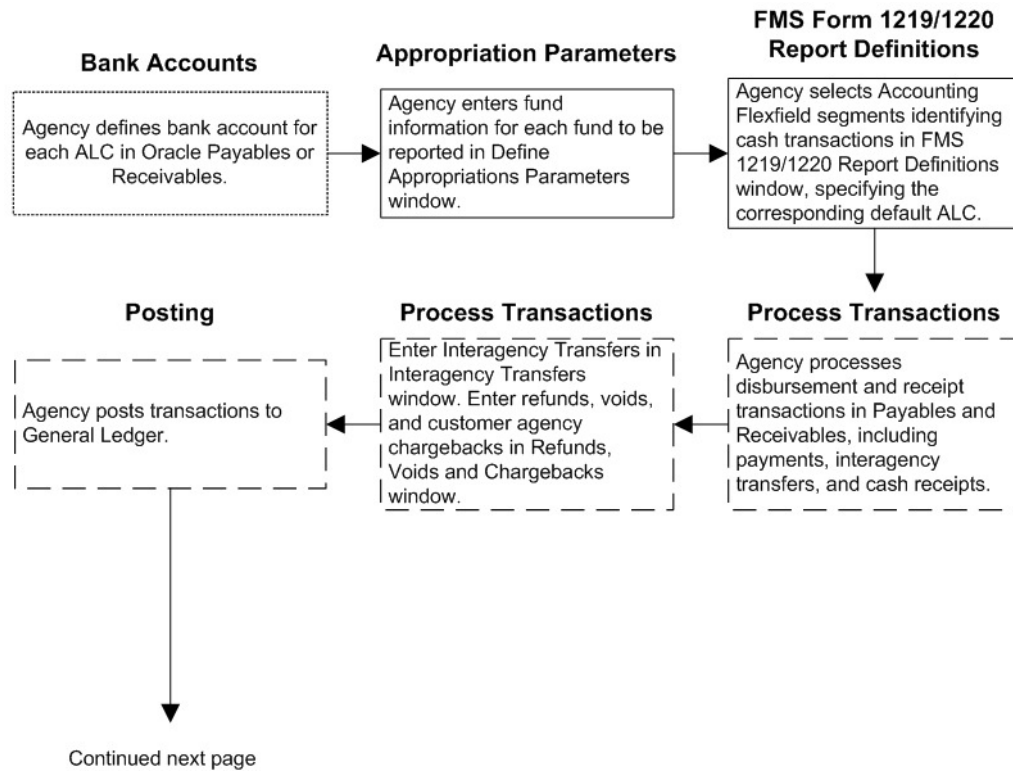 Bank Accounts
Agency defines bank account for
each ALC in Oracle Payables or
Receivables.
Appropriation Parameters
Agency enters fund
information for each fund to be
reported in Define
Appropriations Parameters
window.
FMS Form 1219/1220
Report Definitions
Agency selects Accounting
Flexfield segments identifying
cash transactions in FMS
1219/1220 Report Definitions
window, specifying the
corresponding default ALC.
Process Transactions
Agency processes
disbursement and receipt
transactions in Payables and
Receivables, including
payments, interagency
transfers, and cash receipts.
Process Transactions
Enter Interagency Transfers in
Interagency Transfers
window. Enter refunds, voids,
and customer agency
chargebacks in Refunds,
Voids and Chargebacks
window.
Posting
Agency posts transactions to
General Ledger.
Continued next page